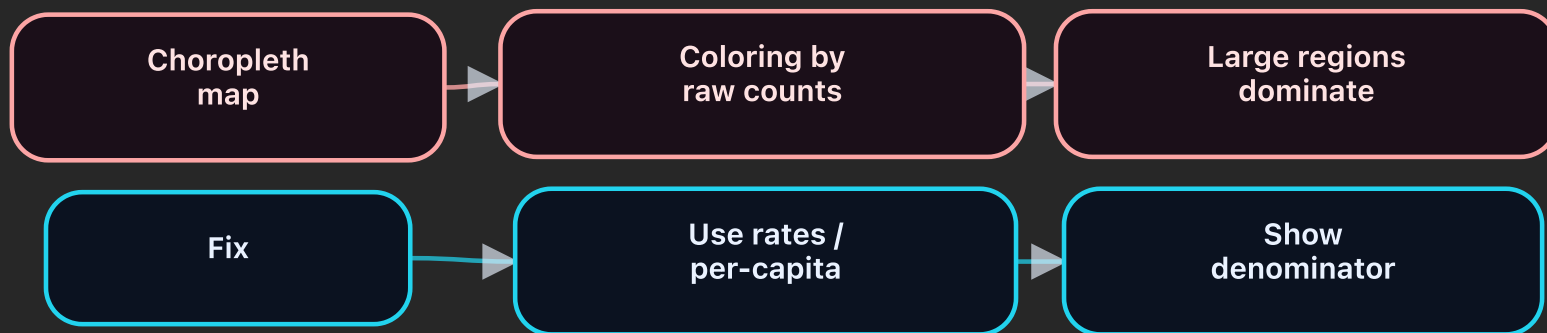 Choropleth
map
Coloring by
raw counts
Large regions
dominate
Fix
Use rates /
per-capita
Show
denominator